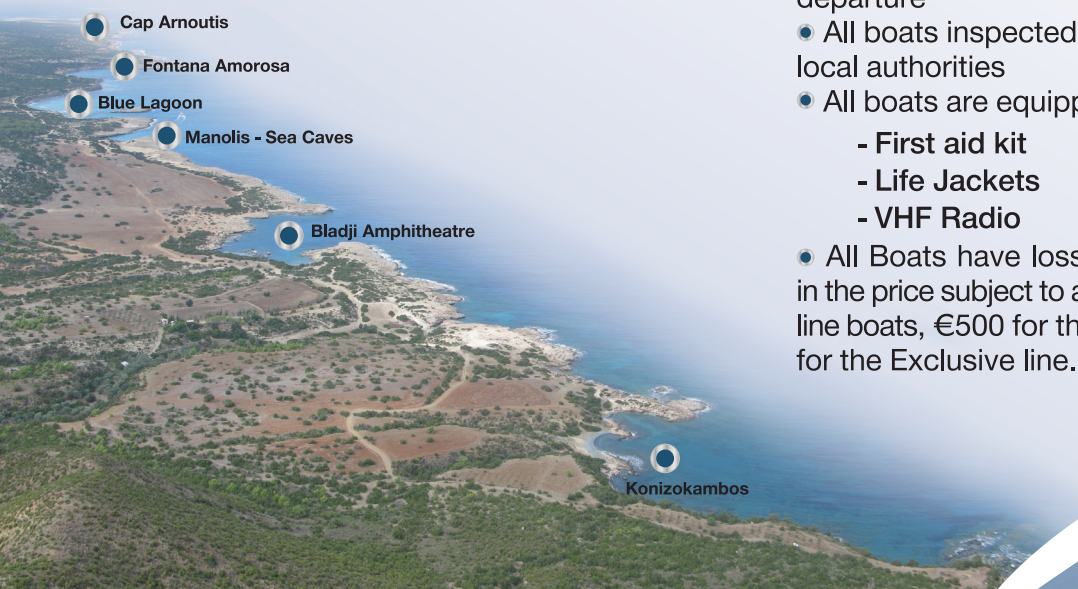 Cap Arnoutis
Fontana Amorosa
Blue Lagoon
Manolis - Sea Caves
Bladji Amphitheatre
Konizokambos
departure
All boats inspected
local authorities
All boats are equipp
- First aid kit
- Life Jackets
- VHF Radio
All Boats have loss
in the price subject to a
line boats, €500 for th
for the Exclusive line.